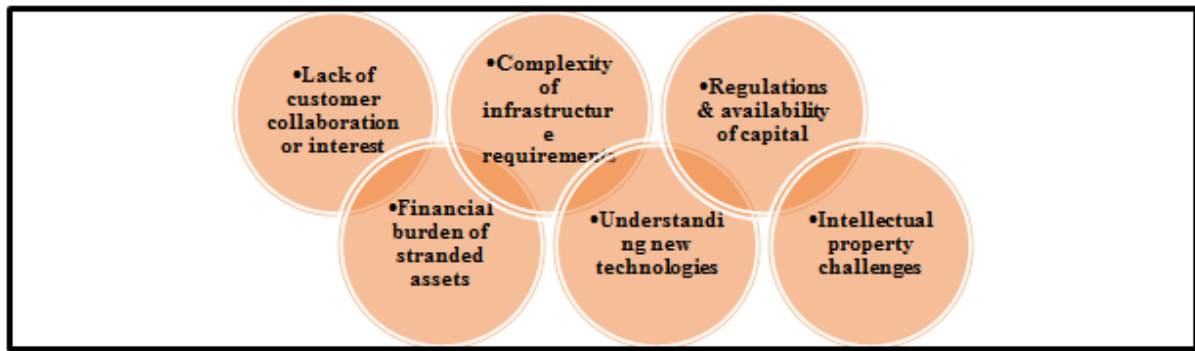 •Lack of
customer
collaboration
or interest
•Complexity
of
infrastructur
e
requirements
•Regulations
& availability
of capital
•Financial
burden of
stranded
assets
•Understandi
ng new
technologies
•Intellectual
property
challenges